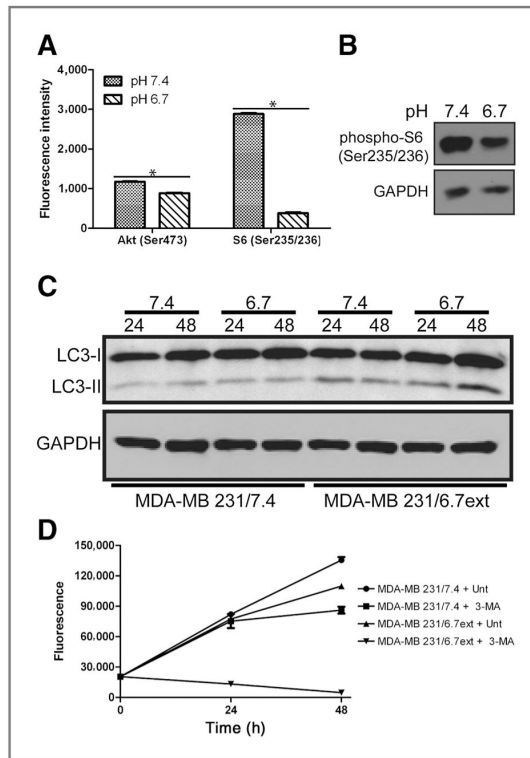 A
4,000
3,000
2,000
1,000
0
Fluorescence intensity
pH 7.4
pH 6.7
*
*
Akt (Ser473)
S6 (Ser235/236)
B
pH 7.4 6.7
phospho-S6
(Ser235/236)
GAPDH
C
7.4 6.7 7.4 6.7
24 48 24 48 24 48 24 48
LC3-I
LC3-II
GAPDH
MDA-MB 231/7.4 MDA-MB 231/6.7ext
D
150,000
120,000
90,000
60,000
30.000
0
Fluorescence
0 24 48
Time (h)
MDA-MB 231/7.4 + Unt
MDA-MB 231/7.4 + 3-MA
MDA-MB 231/6.7ext + Unt
MDA-MB 231/6.7ext + 3-MA